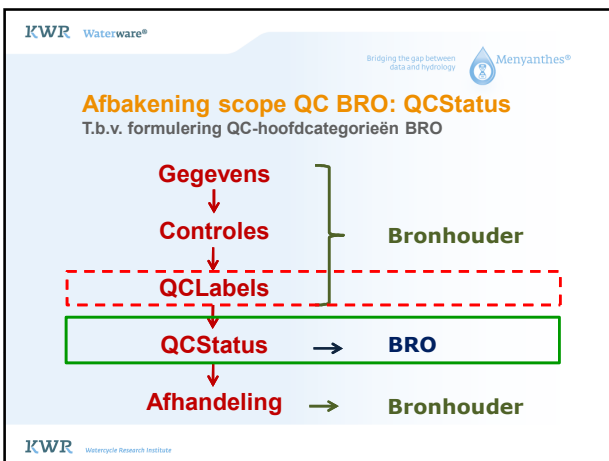 KWR Waterware®
Bridging the gap between
data and hydrology
Menyanthes®
Afbakening scope QC BRO: QCStatus
T.b.v. formulering QC-hoofdcategorieën BRO
Gegevens
Controles
Bronhouder
QCLabels
QCStatus → BRO
Afhandeling → Bronhouder
KWR Watercycle Research Institute